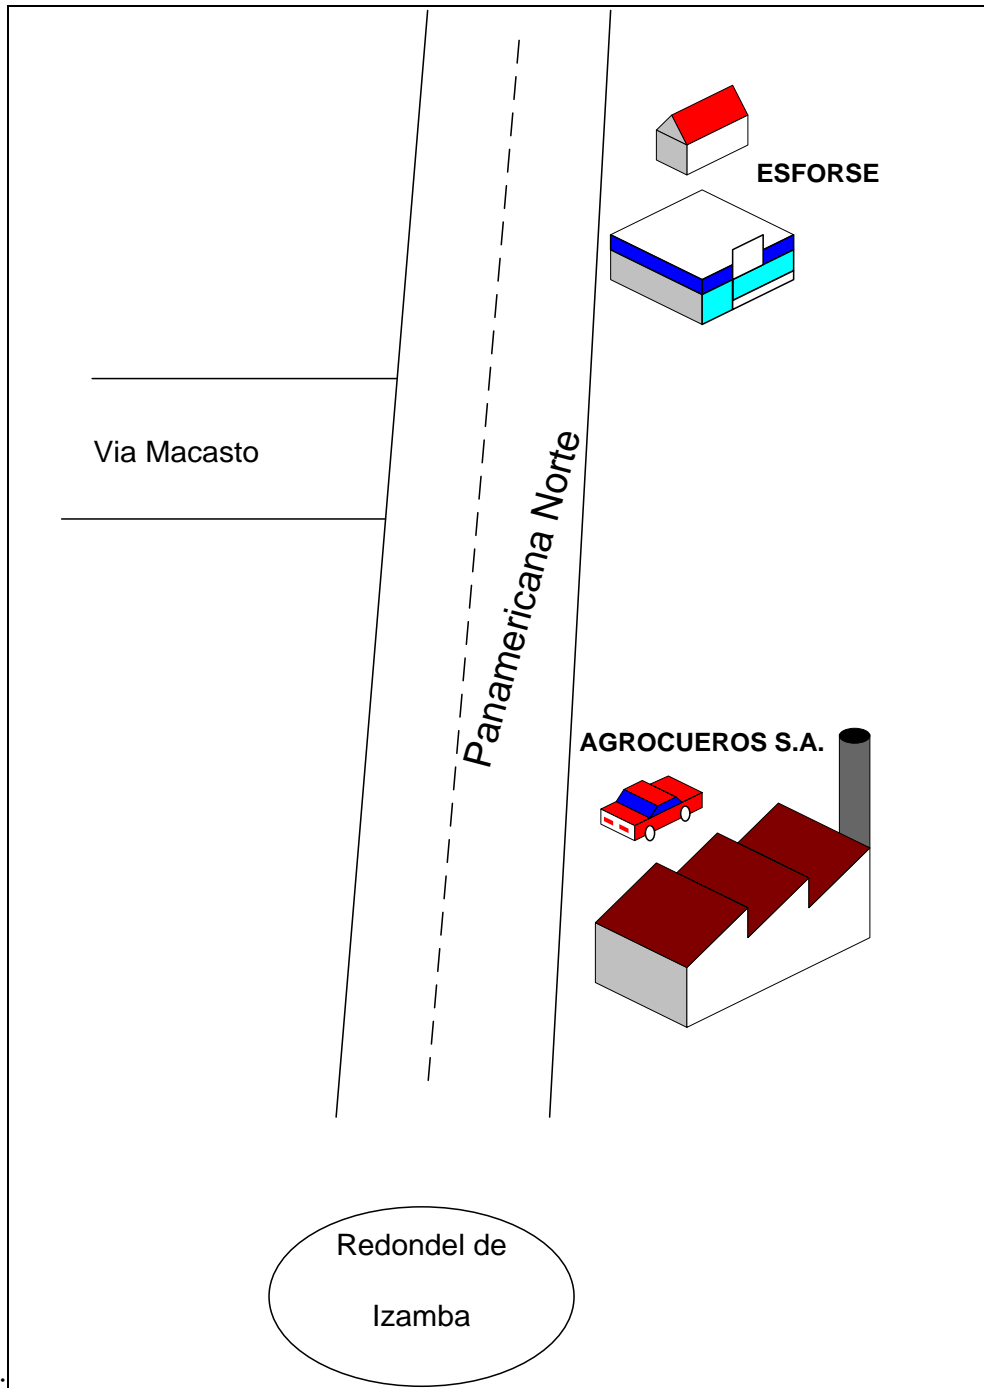 ESFORSE
Via Macasto
Panamericana Norte
AGROCUEROS S.A.
Redondel de
Izamba
.